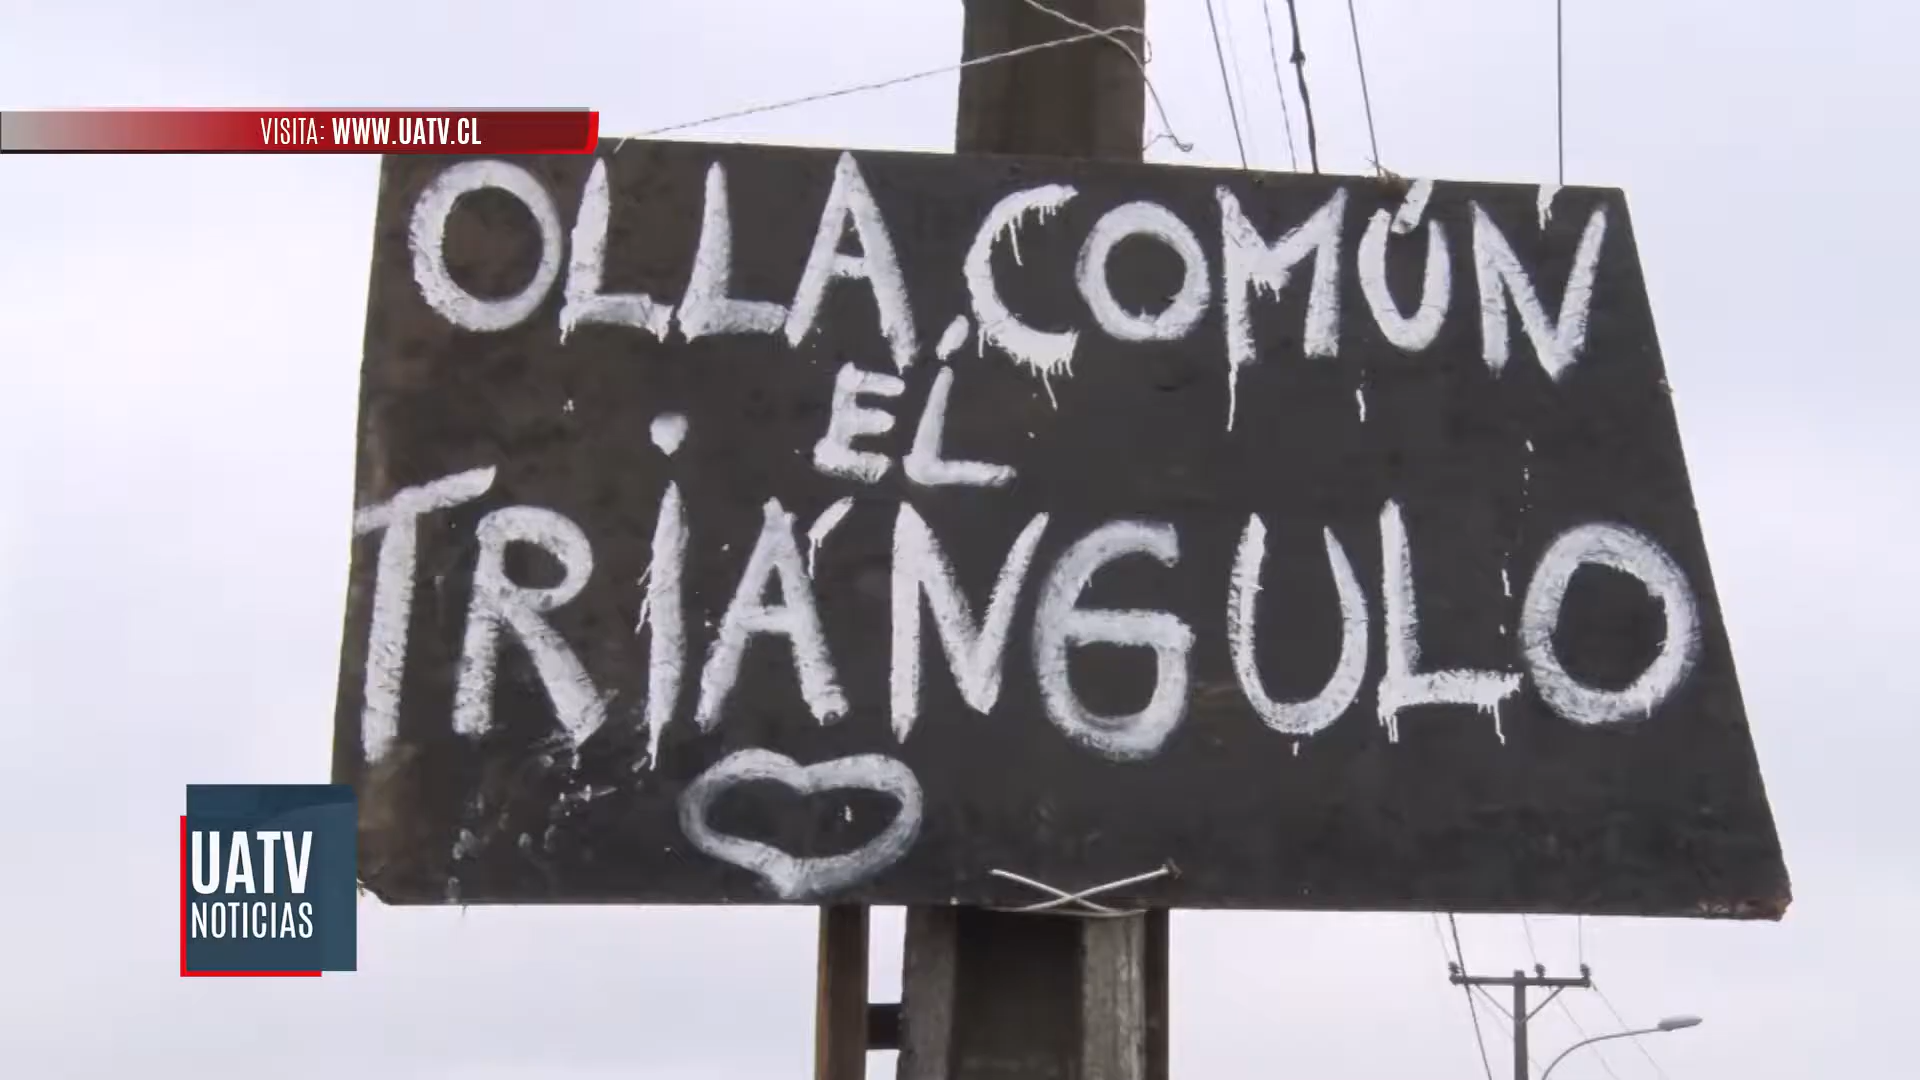 VISITA: WWW.UATV.CL
OLLA COMÚN
EL
TRiÁNGULO
UATV
NOTICIAS